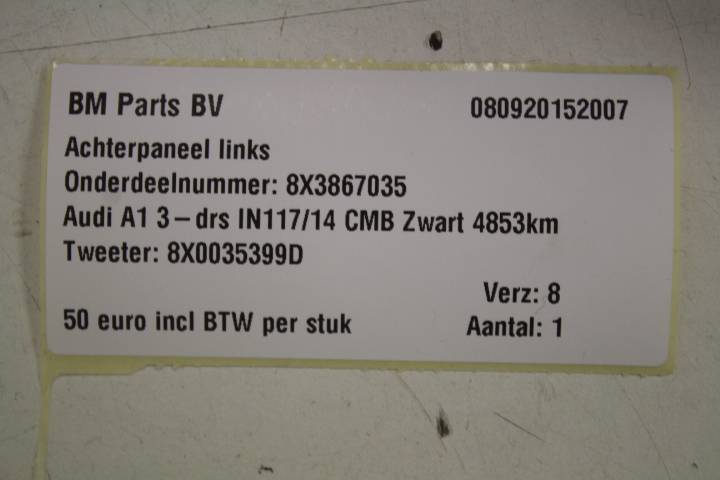 BM Parts BV 080920152007
Achterpaneel links
Onderdeelnummer: 8X3867035
Audi A1 3-drs IN117/14 CMB Zwart 4853km
Tweeter: 8X0035399D
Verz: 8
50 euro incl BTW per stuk Aantal: 1